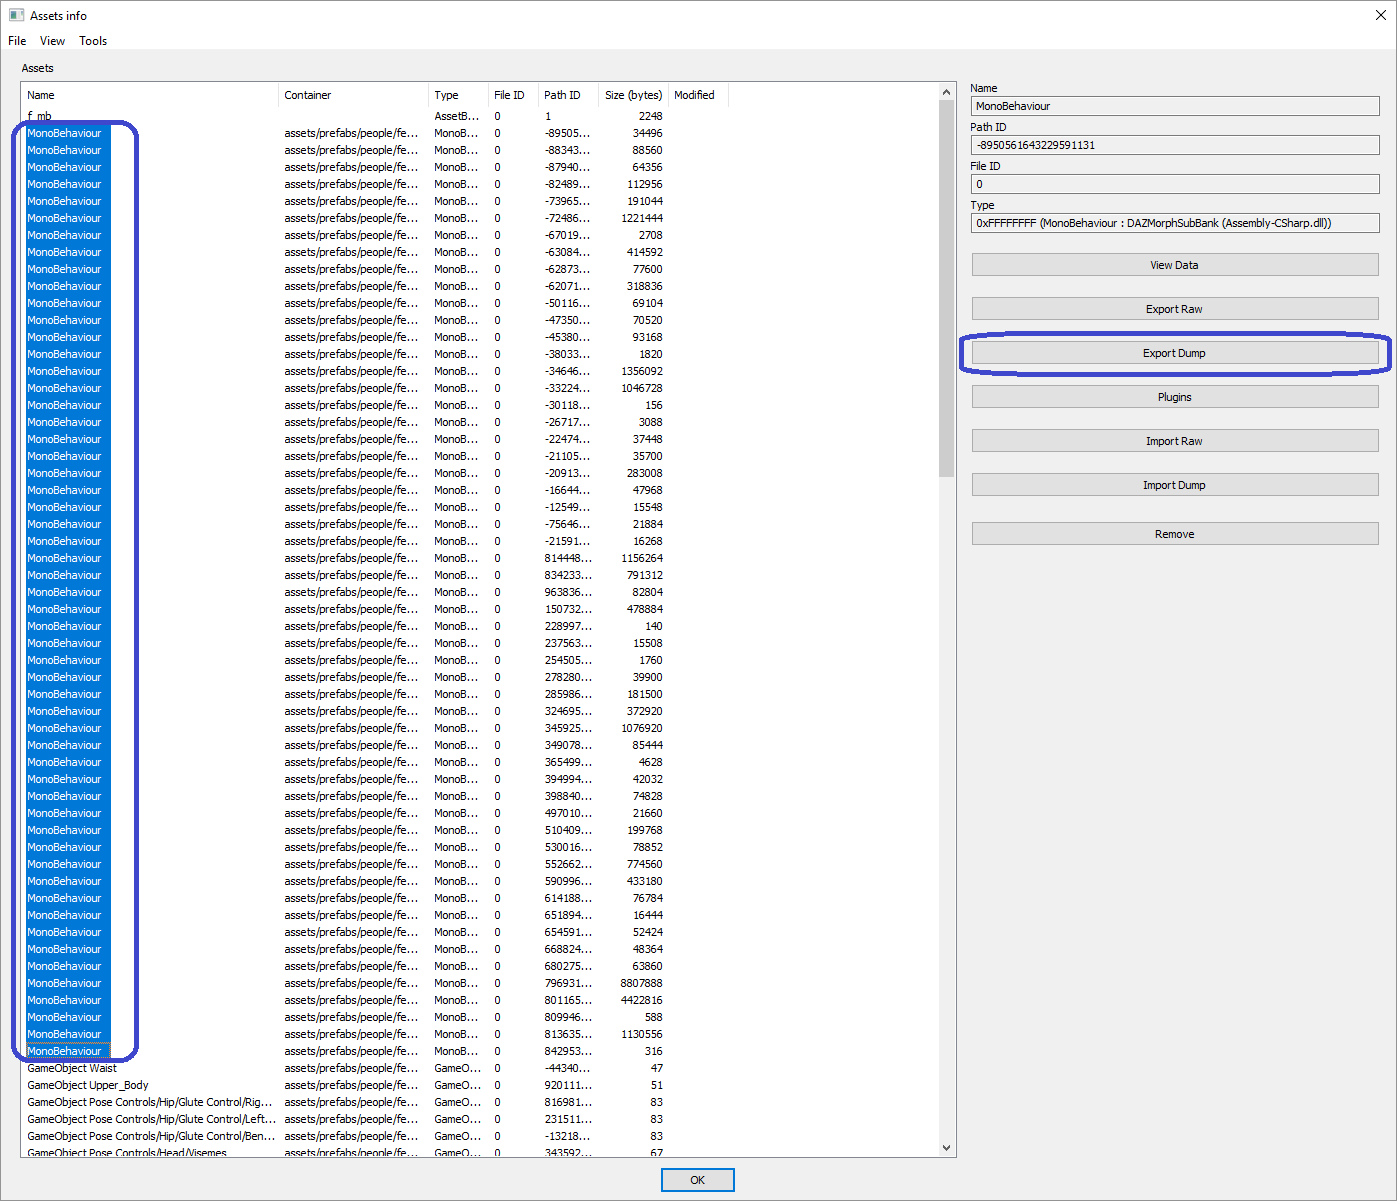 Assets info
File View Tools
Assets
Name Container Type File ID Path ID Size (bytes) Modified
f_mb AssetB... 0 1 2248
MonoBehaviour assets/prefabs/people/fe... MonoB... 0 -89505... 34496
MonoBehaviour assets/prefabs/people/fe... MonoB... 0 -88343... 88560
MonoBehaviour assets/prefabs/people/fe... MonoB... 0 -87940... 64356
MonoBehaviour assets/prefabs/people/fe... MonoB... 0 -82489... 112956
MonoBehaviour assets/prefabs/people/fe... MonoB... 0 -73965... 191044
MonoBehaviour assets/prefabs/people/fe... MonoB... 0 -72486... 1221444
MonoBehaviour assets/prefabs/people/fe... MonoB... 0 -67019... 2708
MonoBehaviour assets/prefabs/people/fe... MonoB... 0 -63084... 414592
MonoBehaviour assets/prefabs/people/fe... MonoB... 0 -62873... 77600
MonoBehaviour assets/prefabs/people/fe... MonoB... 0 -62071... 318836
MonoBehaviour assets/prefabs/people/fe... MonoB... 0 -50116... 69104
MonoBehaviour assets/prefabs/people/fe... MonoB... 0 -47350... 70520
MonoBehaviour assets/prefabs/people/fe... MonoB... 0 -45380... 93168
MonoBehaviour assets/prefabs/people/fe... MonoB... 0 -38033... 1820
MonoBehaviour assets/prefabs/people/fe... MonoB... 0 -34646... 1356092
MonoBehaviour assets/prefabs/people/fe... MonoB... 0 -33224... 1046728
MonoBehaviour assets/prefabs/people/fe... MonoB... 0 -30118... 156
MonoBehaviour assets/prefabs/people/fe... MonoB... 0 -26717... 3088
MonoBehaviour assets/prefabs/people/fe... MonoB... 0 -22474... 37448
MonoBehaviour assets/prefabs/people/fe... MonoB... 0 -21105... 35700
MonoBehaviour assets/prefabs/people/fe... MonoB... 0 -20913... 283008
MonoBehaviour assets/prefabs/people/fe... MonoB... 0 -16644... 47968
MonoBehaviour assets/prefabs/people/fe... MonoB... 0 -12549... 15548
MonoBehaviour assets/prefabs/people/fe... MonoB... 0 -75646... 21884
MonoBehaviour assets/prefabs/people/fe... MonoB... 0 -21591... 16268
MonoBehaviour assets/prefabs/people/fe... MonoB... 0 814448... 1156264
MonoBehaviour assets/prefabs/people/fe... MonoB... 0 834233... 791312
MonoBehaviour assets/prefabs/people/fe... MonoB... 0 963836... 82804
MonoBehaviour assets/prefabs/people/fe... MonoB... 0 150732... 478884
MonoBehaviour assets/prefabs/people/fe... MonoB... 0 228997... 140
MonoBehaviour assets/prefabs/people/fe... MonoB... 0 237563... 15508
MonoBehaviour assets/prefabs/people/fe... MonoB... 0 254505... 1760
MonoBehaviour assets/prefabs/people/fe... MonoB... 0 278280... 39900
MonoBehaviour assets/prefabs/people/fe... MonoB... 0 285986... 181500
MonoBehaviour assets/prefabs/people/fe... MonoB... 0 324695... 372920
MonoBehaviour assets/prefabs/people/fe... MonoB... 0 345925... 1076920
MonoBehaviour assets/prefabs/people/fe... MonoB... 0 349078... 85444
MonoBehaviour assets/prefabs/people/fe... MonoB... 0 365499... 4628
MonoBehaviour assets/prefabs/people/fe... MonoB... 0 394994... 42032
MonoBehaviour assets/prefabs/people/fe... MonoB... 0 398840... 74828
MonoBehaviour assets/prefabs/people/fe... MonoB... 0 497010... 21660
MonoBehaviour assets/prefabs/people/fe... MonoB... 0 510409... 199768
MonoBehaviour assets/prefabs/people/fe... MonoB... 0 530016... 78852
MonoBehaviour assets/prefabs/people/fe... MonoB... 0 552662... 774560
MonoBehaviour assets/prefabs/people/fe... MonoB... 0 590996... 433180
MonoBehaviour assets/prefabs/people/fe... MonoB... 0 614188... 76784
MonoBehaviour assets/prefabs/people/fe... MonoB... 0 651894... 16444
MonoBehaviour assets/prefabs/people/fe... MonoB... 0 654591... 52424
MonoBehaviour assets/prefabs/people/fe... MonoB... 0 668824... 48364
MonoBehaviour assets/prefabs/people/fe... MonoB... 0 680275... 63860
MonoBehaviour assets/prefabs/people/fe... MonoB... 0 796931... 8807888
MonoBehaviour assets/prefabs/people/fe... MonoB... 0 801165... 4422816
MonoBehaviour assets/prefabs/people/fe... MonoB... 0 809946... 588
MonoBehaviour assets/prefabs/people/fe... MonoB... 0 813635... 1130556
MonoBehaviour assets/prefabs/people/fe... MonoB... 0 842953... 316
GameObject Waist assets/prefabs/people/fe... GameO... 0 -44340... 47
GameObject Upper_Body assets/prefabs/people/fe... GameO... 0 920111... 51
GameObject Pose Controls/Hip/Glute Control/Rig... assets/prefabs/people/fe... GameO... 0 816981... 83
GameObject Pose Controls/Hip/Glute Control/Left... assets/prefabs/people/fe... GameO... 0 231511... 83
GameObject Pose Controls/Hip/Glute Control/Ben... assets/prefabs/people/fe... GameO... 0 -13218... 83
GameObject Pose Controls/Head/Visemes assets/prefabs/people/fe... GameO... 0 343592... 67
Name
MonoBehaviour
Path ID
-8950561643229591131
File ID
0
Type
0xFFFFFFFF (MonoBehaviour : DAZMorphSubBank (Assembly-CSharp.dll))
View Data
Export Raw
Export Dump
Plugins
Import Raw
Import Dump
Remove
OK